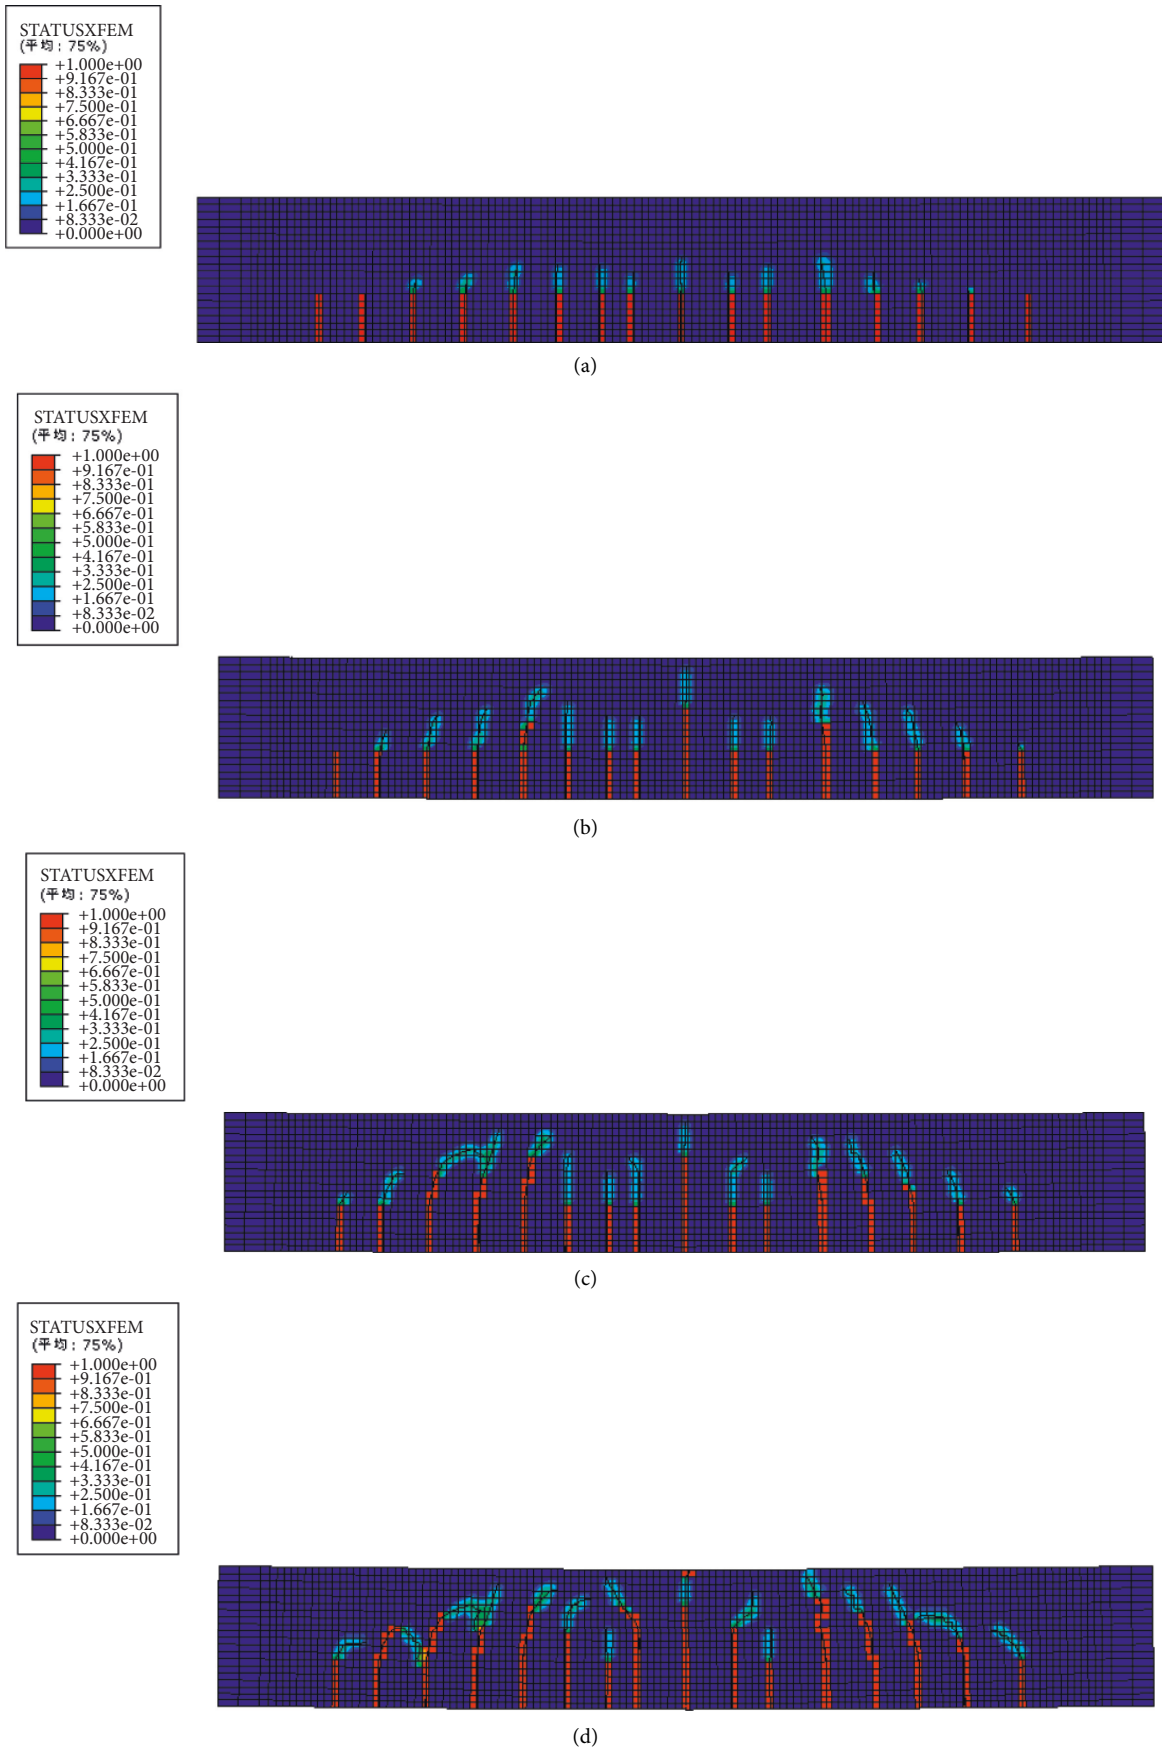 STATUSXFEM
(平均: 75%)
+1.000e+00
+9.167e-01
+8.333e-01
+7.500e-01
+6.667e-01
+5.833e-01
+5.000e-01
+4.167e-01
+3.333e-01
+2.500e-01
+1.667e-01
+8.333e-02
+0.000e+00
(a)
STATUSXFEM
(平均: 75%)
+1.000e+00
+9.167e-01
+8.333e-01
+7.500e-01
+6.667e-01
+5.833e-01
+5.000e-01
+4.167e-01
+3.333e-01
+2.500e-01
+1.667e-01
+8.333e-02
+0.000e+00
(b)
STATUSXFEM
(平均: 75%)
+1.000e+00
+9.167e-01
+8.333e-01
+7.500e-01
+6.667e-01
+5.833e-01
+5.000e-01
+4.167e-01
+3.333e-01
+2.500e-01
+1.667e-01
+8.333e-02
+0.000e+00
(c)
STATUSXFEM
(平均: 75%)
+1.000e+00
+9.167e-01
+8.333e-01
+7.500e-01
+6.667e-01
+5.833e-01
+5.000e-01
+4.167e-01
+3.333e-01
+2.500e-01
+1.667e-01
+8.333e-02
+0.000e+00
(d)